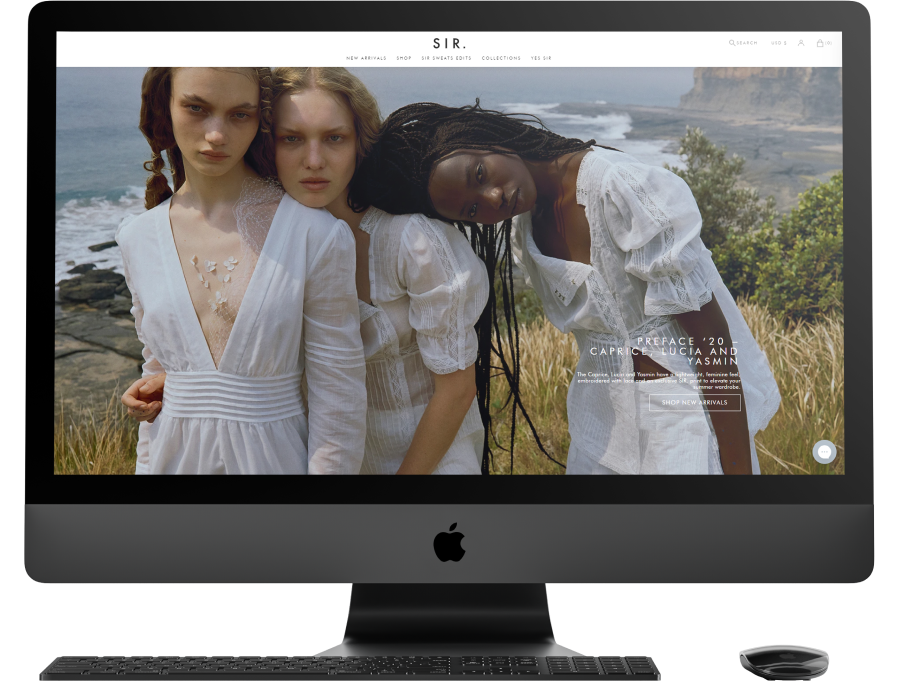 SIR.
SEARCH USD $ (0)
NEW ARRIVALS SHOP SIR SWEATS EDITS COLLECTIONS YES SIR
PREFACE '20 –
CAPRICE, LUCIA AND
YASMIN
The Caprice, Lucia and Yasmin have a lightweight, feminine feel,
embroidered with lace and an exclusive silk print to elevate your
summer wardrobe.
SHOP NEW ARRIVALS